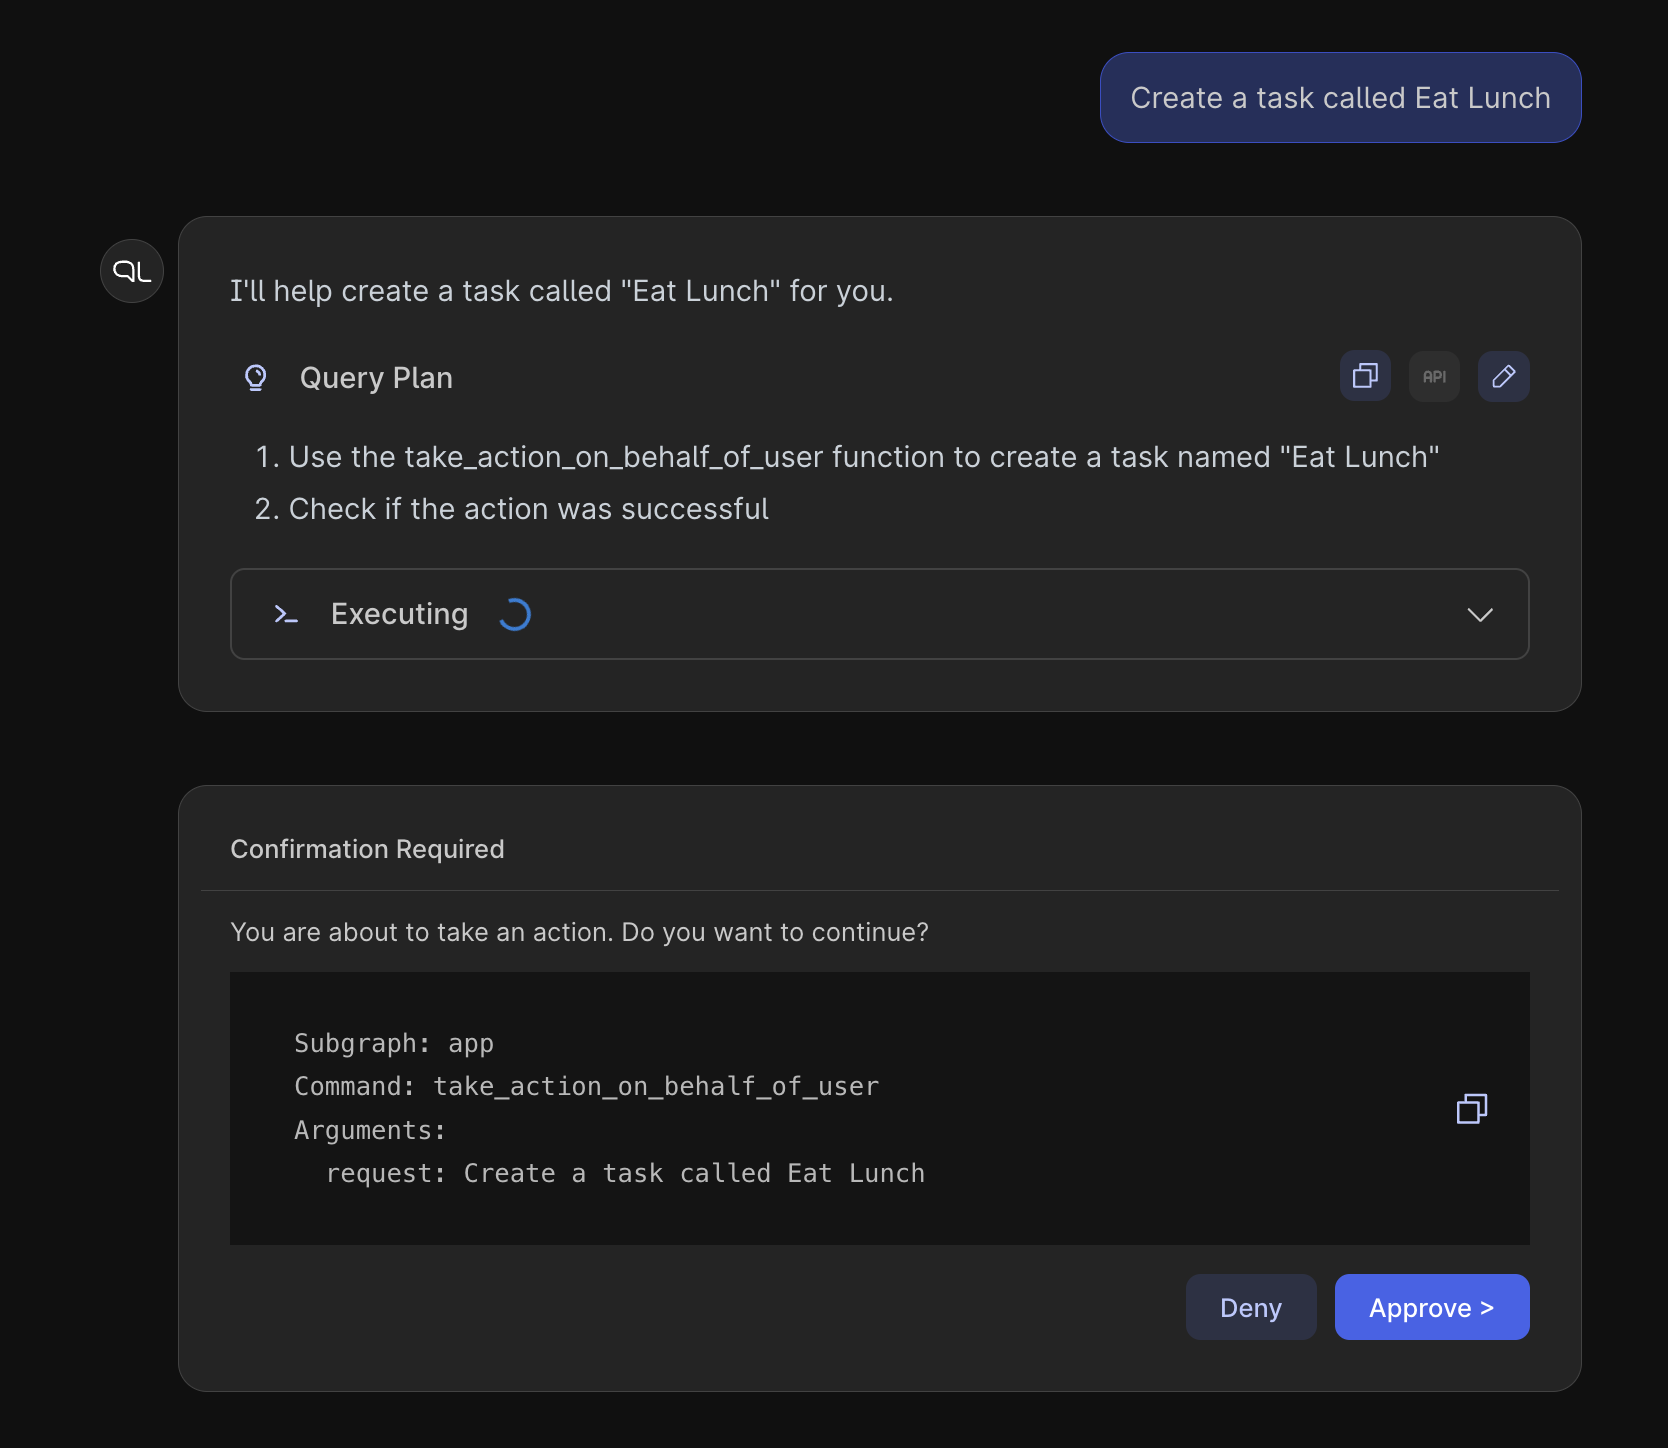 Create a task called Eat Lunch
I'll help create a task called "Eat Lunch" for you.
Query Plan
API
1. Use the take_action_on_behalf_of_user function to create a task named "Eat Lunch"
2. Check if the action was successful
Executing
Confirmation Required
You are about to take an action. Do you want to continue?
Subgraph: app
Command: take_action_on_behalf_of_user
Arguments:
  request: Create a task called Eat Lunch
Deny
Approve >